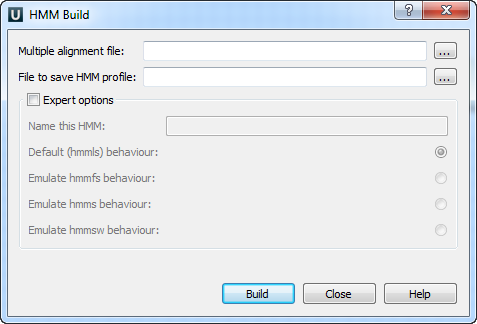 U HMM Build ?
Multiple alignment file: ...
File to save HMM profile: ...
Expert options
Name this HMM:
Default (hmmls) behaviour:
Emulate hmmfs behaviour:
Emulate hmms behaviour:
Emulate hmmsw behaviour:
Build Close Help